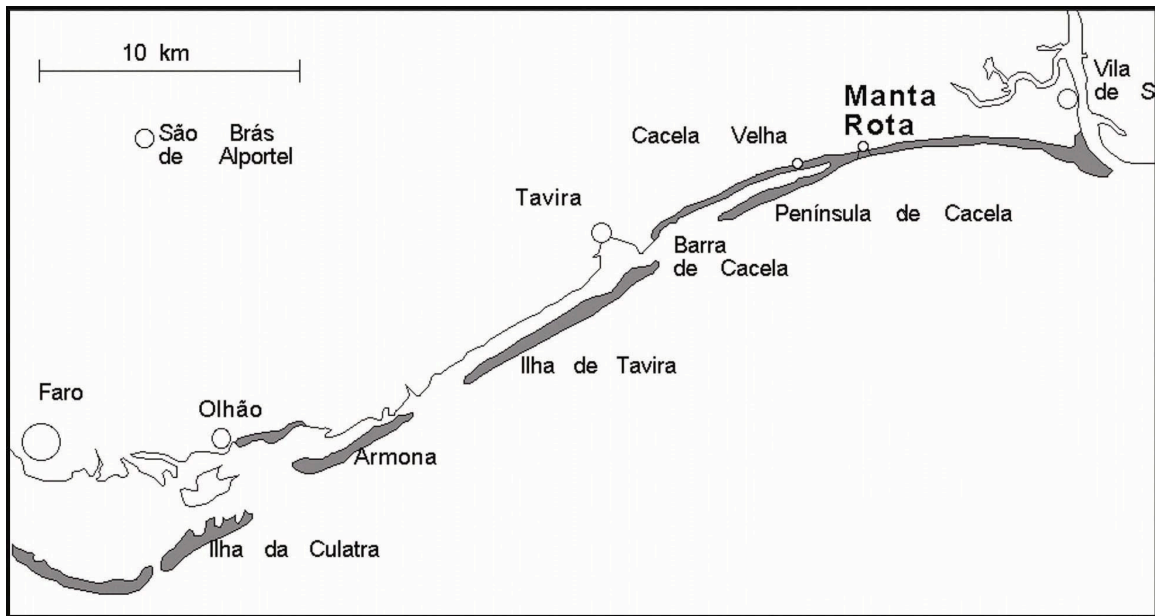 10 km
São Brás
de Alportel
Manta
Rota
Vila
de S
Cacela Velha
Tavira
Península de Cacela
Barra
de Cacela
Ilha de Tavira
Faro
Olhão
Armona
Ilha da Culatra